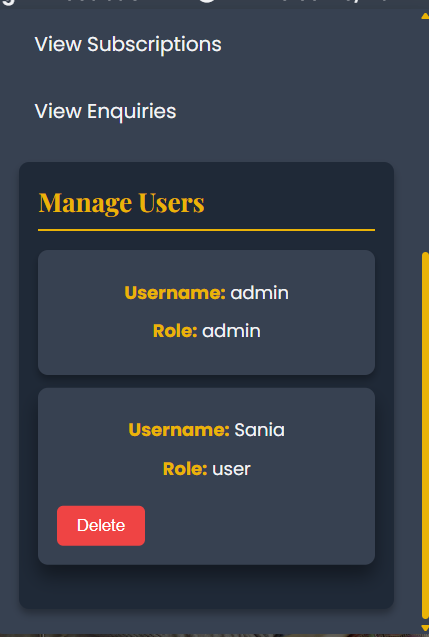 View Subscriptions
View Enquiries
Manage Users
Username: admin
Role: admin
Username: Sania
Role: user
Delete